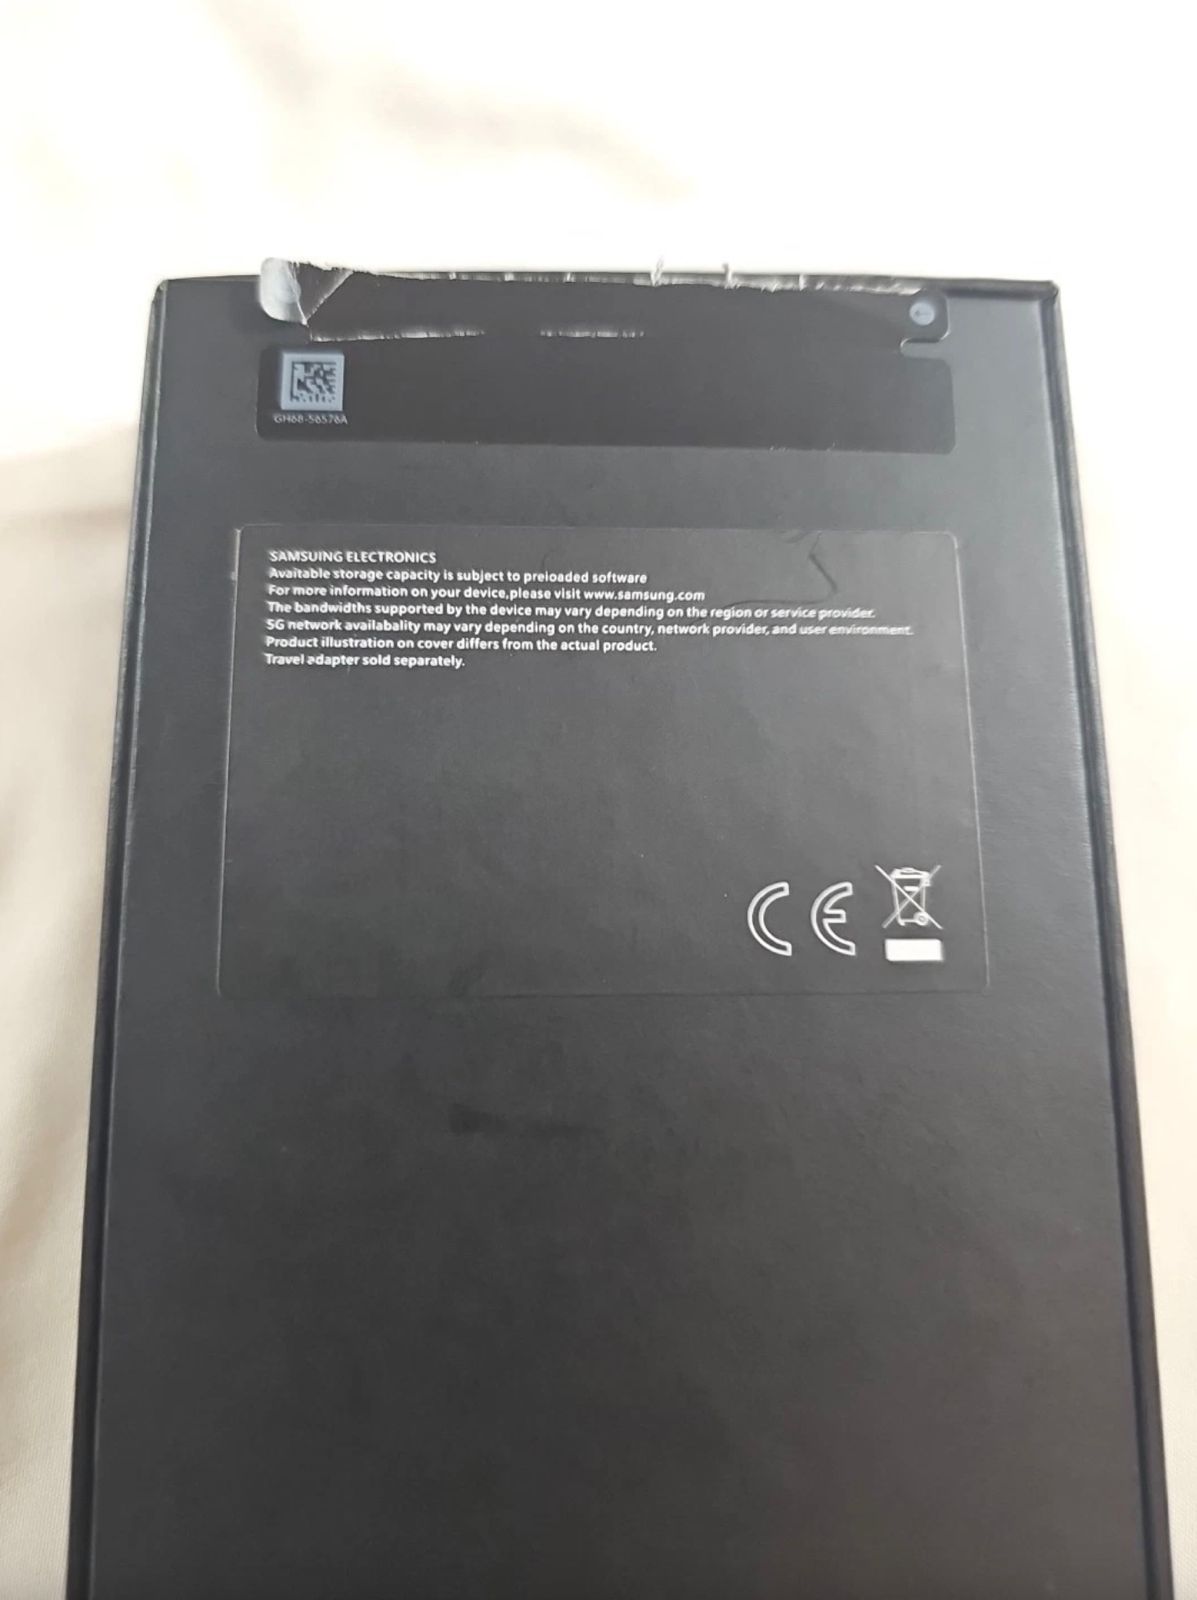 GH68-56576A
SAMSUING ELECTRONICS
Available storage capacity is subject to preloaded software
For more information on your device,please visit www.samsung.com
The bandwidths supported by the device may vary depending on the region or service provider.
5G network availabality may vary depending on the country, network provider, and user environment.
Product illustration on cover differs from the actual product.
Travel adapter sold separately.
CE